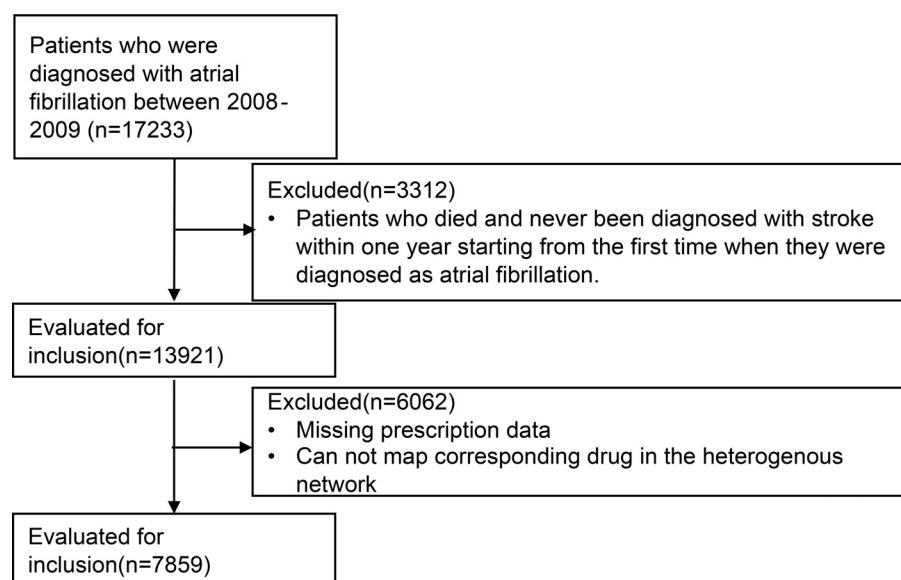 Patients who were
diagnosed with atrial
fibrillation between 2008-
2009 (n=17233)
Excluded(n=3312)
• Patients who died and never been diagnosed with stroke
within one year starting from the first time when they were
diagnosed as atrial fibrillation.
Evaluated for
inclusion(n=13921)
Excluded(n=6062)
• Missing prescription data
• Can not map corresponding drug in the heterogenous
network
Evaluated for
inclusion(n=7859)